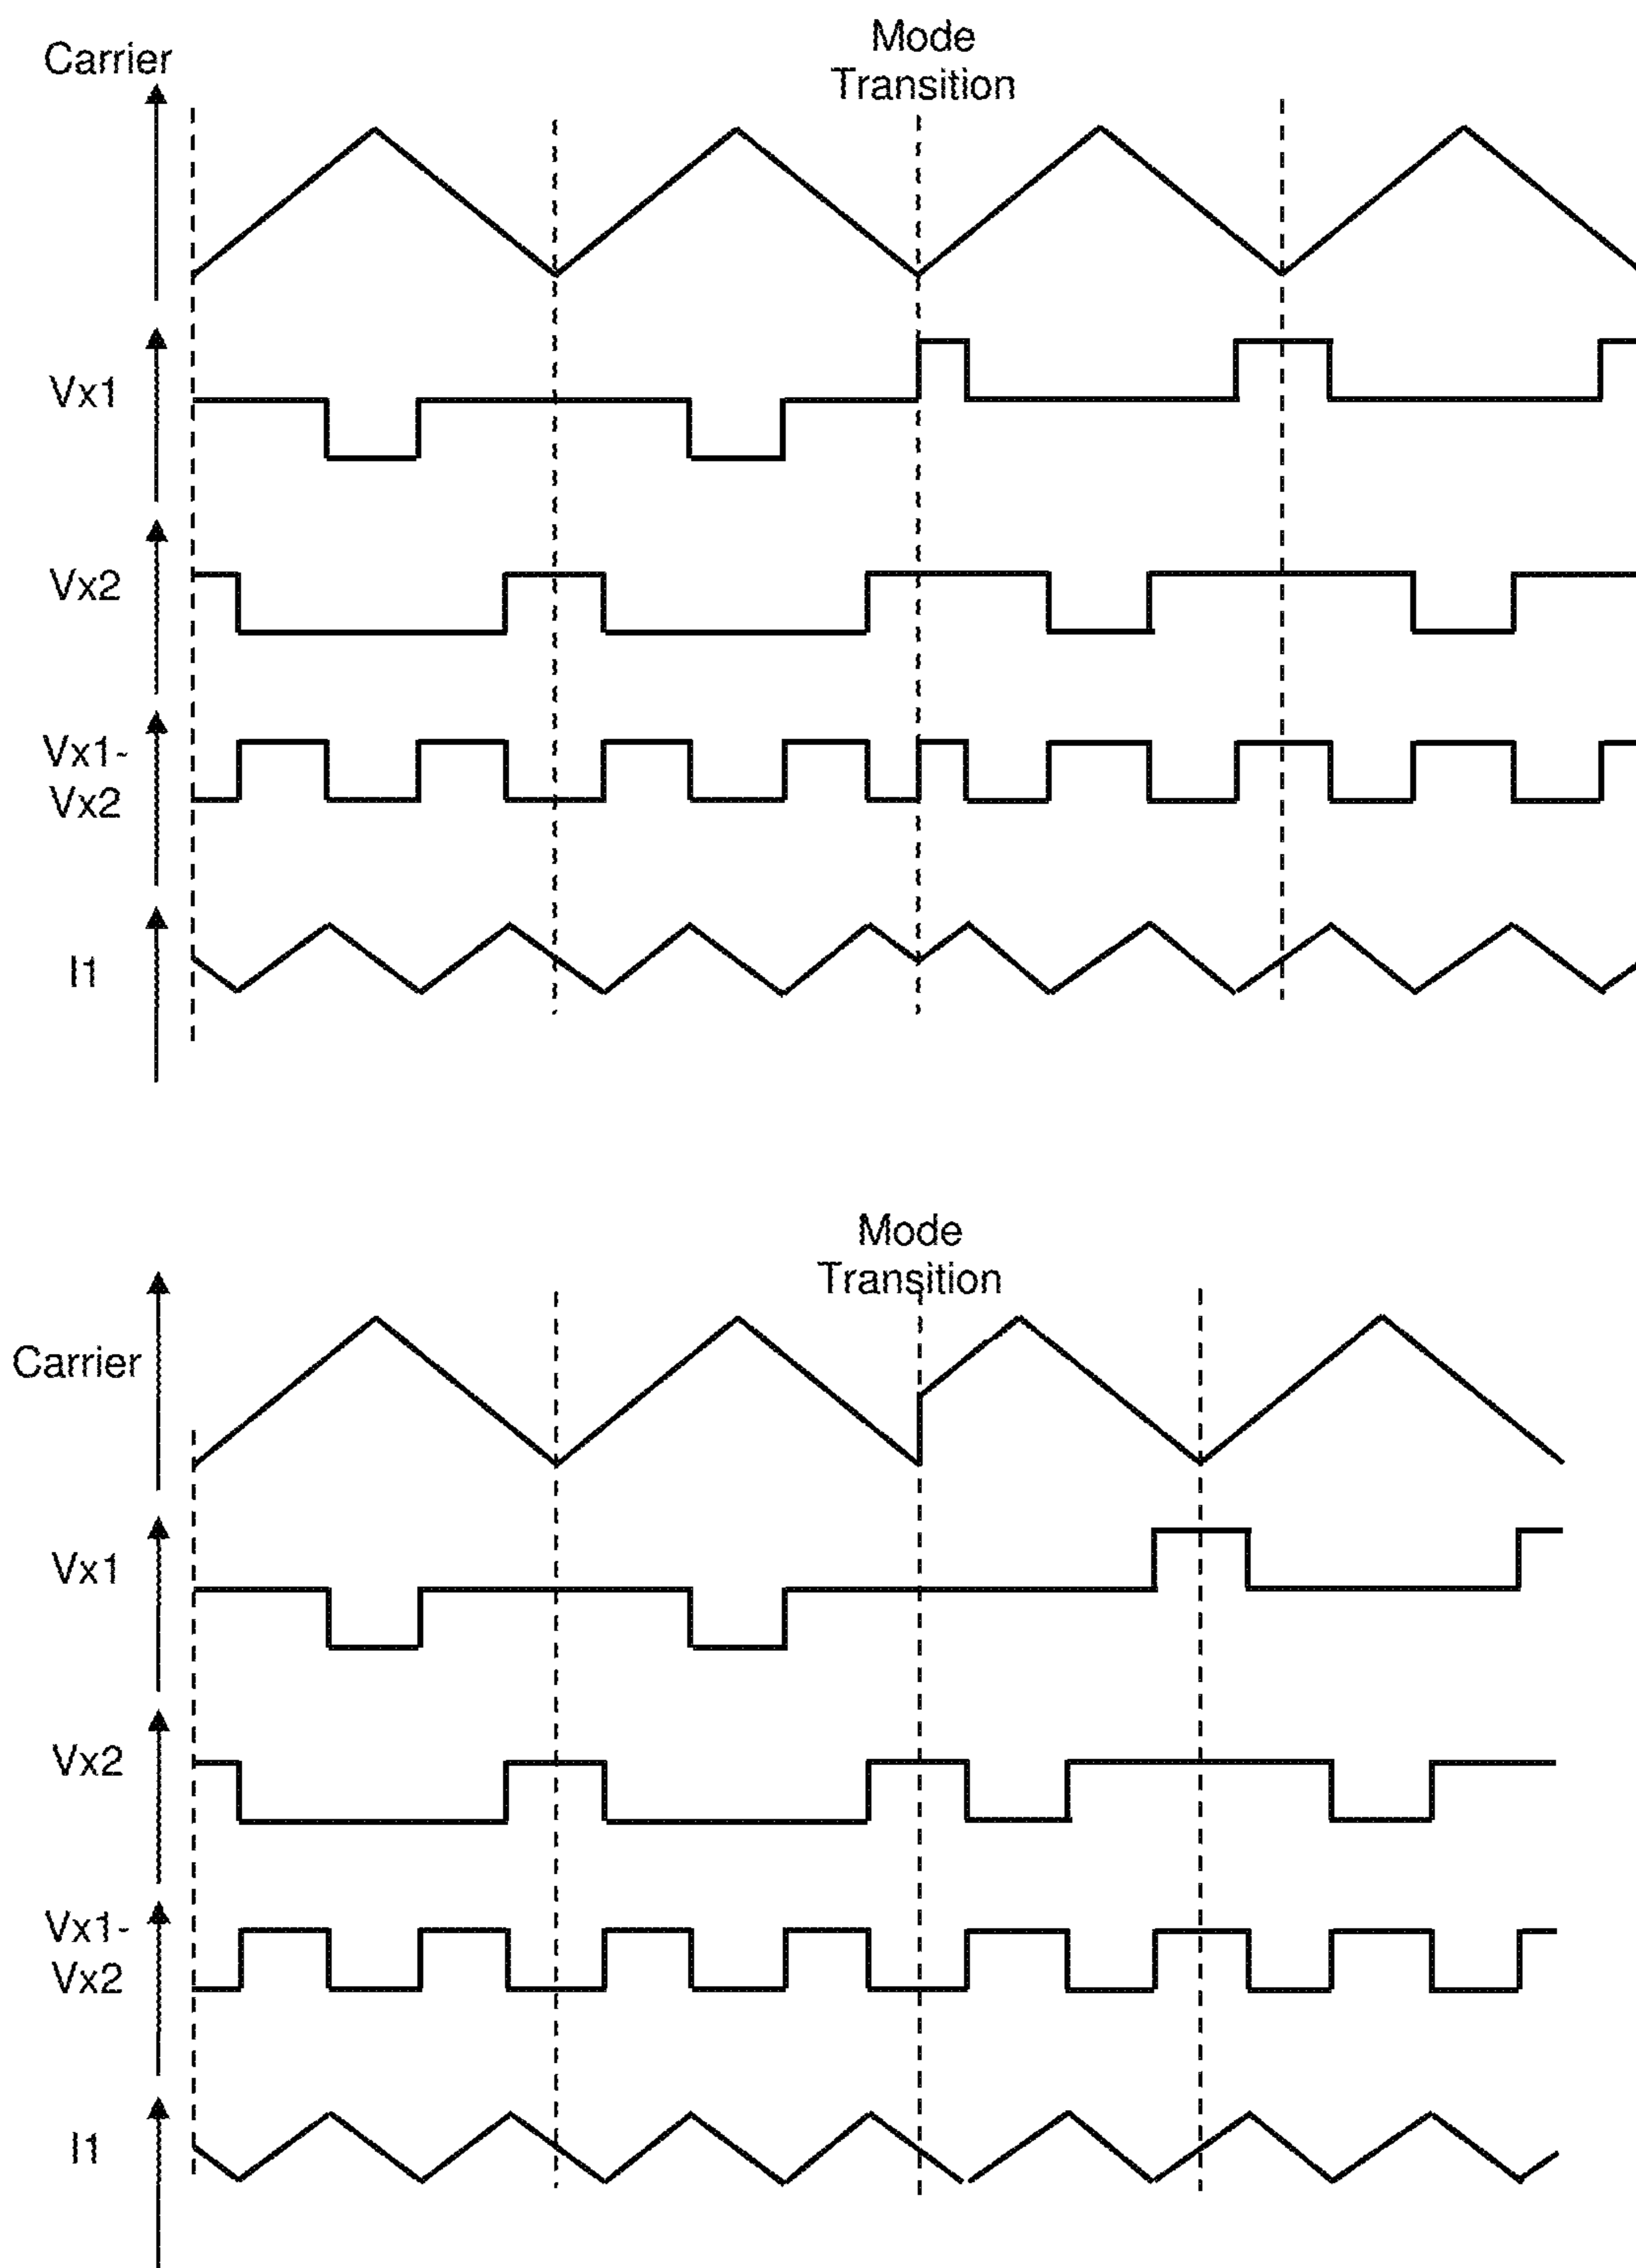 Mode
Transition
Carrier
Vx1
Vx2
Vx1-
Vx2
I1
Mode
Transition
Carrier
Vx1
Vx2
Vx1-
Vx2
I1